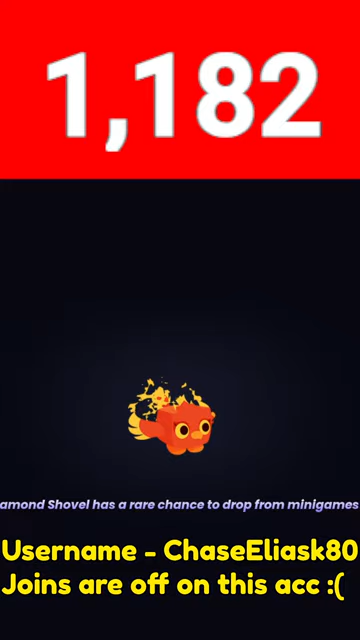 1,182
amond Shovel has a rare chance to drop from minigames
Username - ChaseEliask80
Joins are off on this acc :(